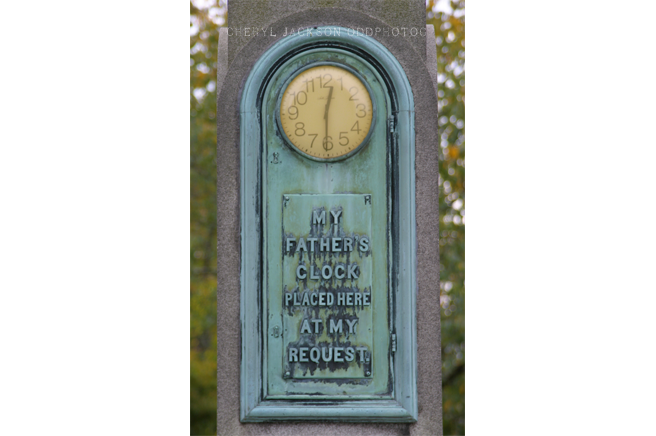 CHERYL JACKSON ODDPHOTOG
12
1
2
3
4
5
6
7
8
9
10
11
MY
FATHER'S
CLOCK
PLACED HERE
AT MY
REQUEST.